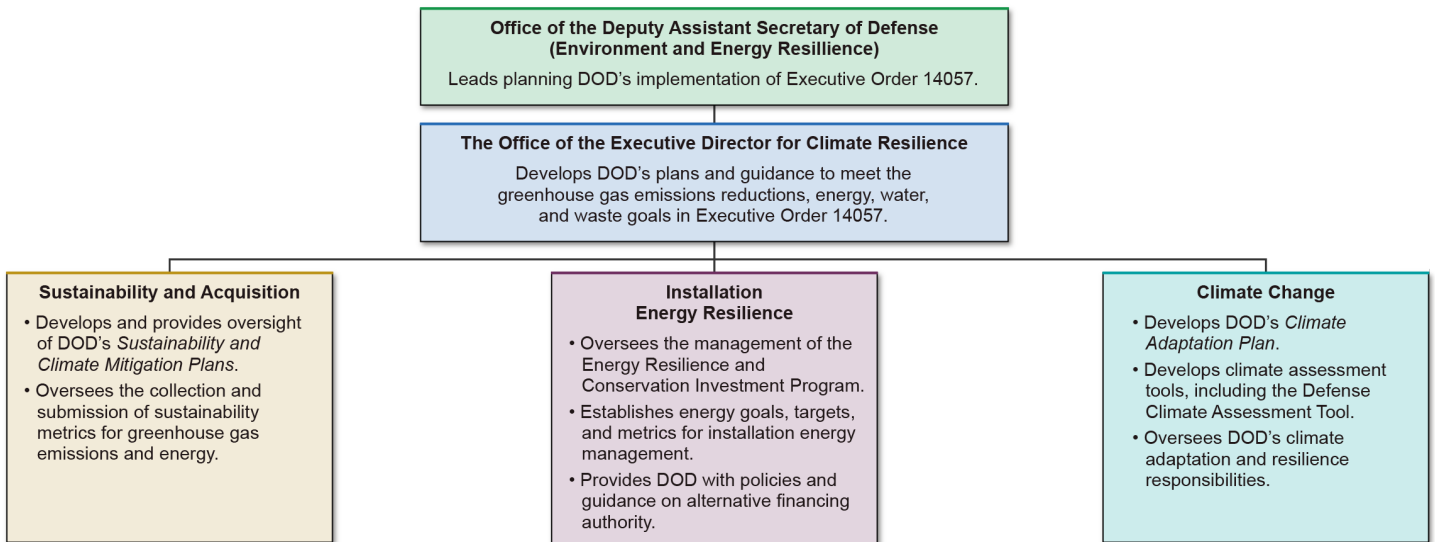 Office of the Deputy Assistant Secretary of Defense
(Environment and Energy Resillience)
Leads planning DOD's implementation of Executive Order 14057.
The Office of the Executive Director for Climate Resilience
Develops DOD's plans and guidance to meet the
greenhouse gas emissions reductions, energy, water,
and waste goals in Executive Order 14057.
Sustainability and Acquisition
• Develops and provides oversight
of DOD's Sustainability and
Climate Mitigation Plans.
• Oversees the collection and
submission of sustainability
metrics for greenhouse gas
emissions and energy.
Installation
Energy Resilience
• Oversees the management of the
Energy Resilience and
Conservation Investment Program.
• Establishes energy goals, targets,
and metrics for installation energy
management.
• Provides DOD with policies and
guidance on alternative financing
authority.
Climate Change
• Develops DOD's Climate
Adaptation Plan.
• Develops climate assessment
tools, including the Defense
Climate Assessment Tool.
• Oversees DOD's climate
adaptation and resilience
responsibilities.